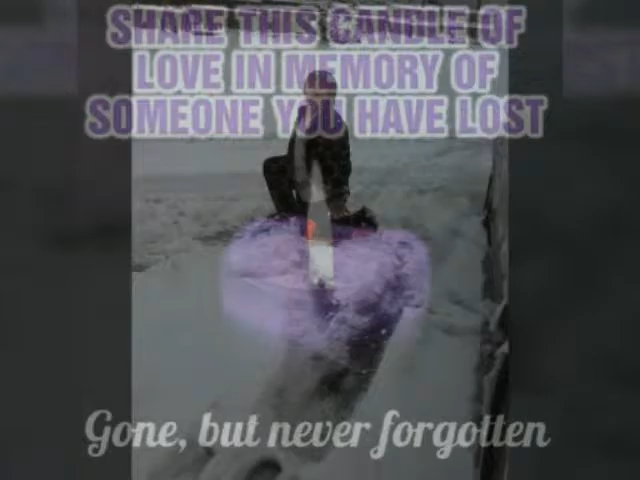 SHARE THIS CANDLE OF
LOVE IN MEMORY OF
SOMEONE YOU HAVE LOST
Gone, but never forgotten